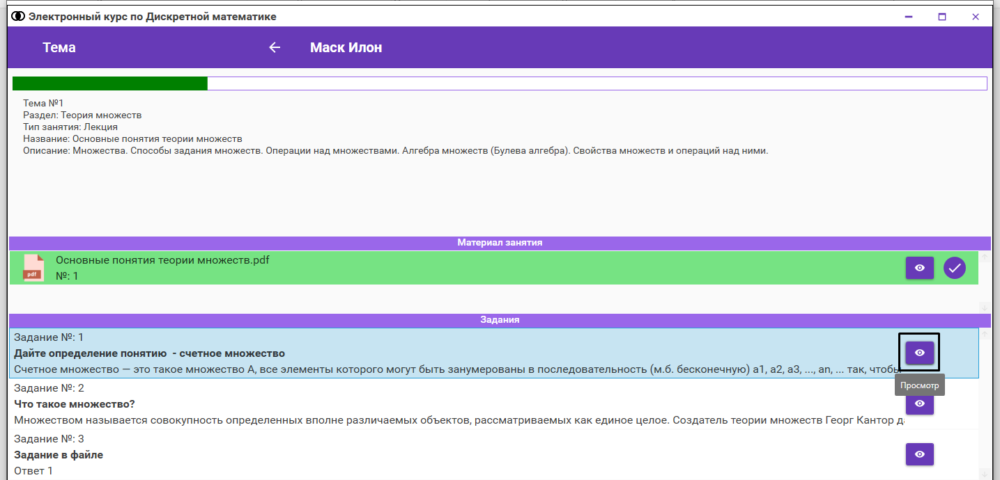 Электронный курс по Дискретной математике
Тема
Маск Илон
Тема №1
Раздел: Теория множеств
Тип занятия: Лекция
Название: Основные понятия теории множеств
Описание: Множества. Способы задания множеств. Операции над множествами. Алгебра множеств (Булева алгебра). Свойства множеств и операций над ними.
Материал занятия
pdf
Основные понятия теории множеств.pdf
№: 1
Задания
Задание №: 1
Дайте определение понятию  - счетное множество
Счетное множество — это такое множество А, все элементы которого могут быть занумерованы в последовательность (м.б. бесконечную) а1, а2, а3, ..., аn, ... так, чтобы
Просмотр
Задание №: 2
Что такое множество?
Множеством называется совокупность определенных вполне различаемых объектов, рассматриваемых как единое целое. Создатель теории множеств Георг Кантор д
Задание №: 3
Задание в файле
Ответ 1